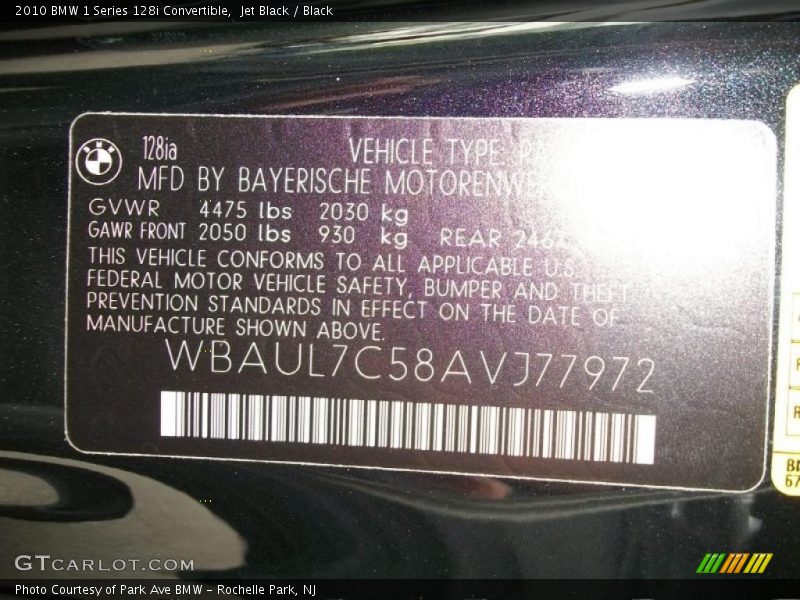 2010 BMW 1 Series 128i Convertible,  Jet Black / Black
BMW
128ia
VEHICLE TYPE
MFD BY BAYERISCHE
GVWR 4475 lbs 2030 kg
GAWR FRONT 2050 lbs 930 kg REAR
THIS VEHICLE CONFORMS TO ALL APPLICABLE U.S.
FEDERAL MOTOR VEHICLE SAFETY, BUMPER AND THEFT
PREVENTION STANDARDS IN EFFECT ON THE DATE OF
MANUFACTURE SHOWN ABOVE.
WBAUL7C58AVJ77972
GTCARLOT.COM
Photo Courtesy of Park Ave BMW – Rochelle Park, NJ